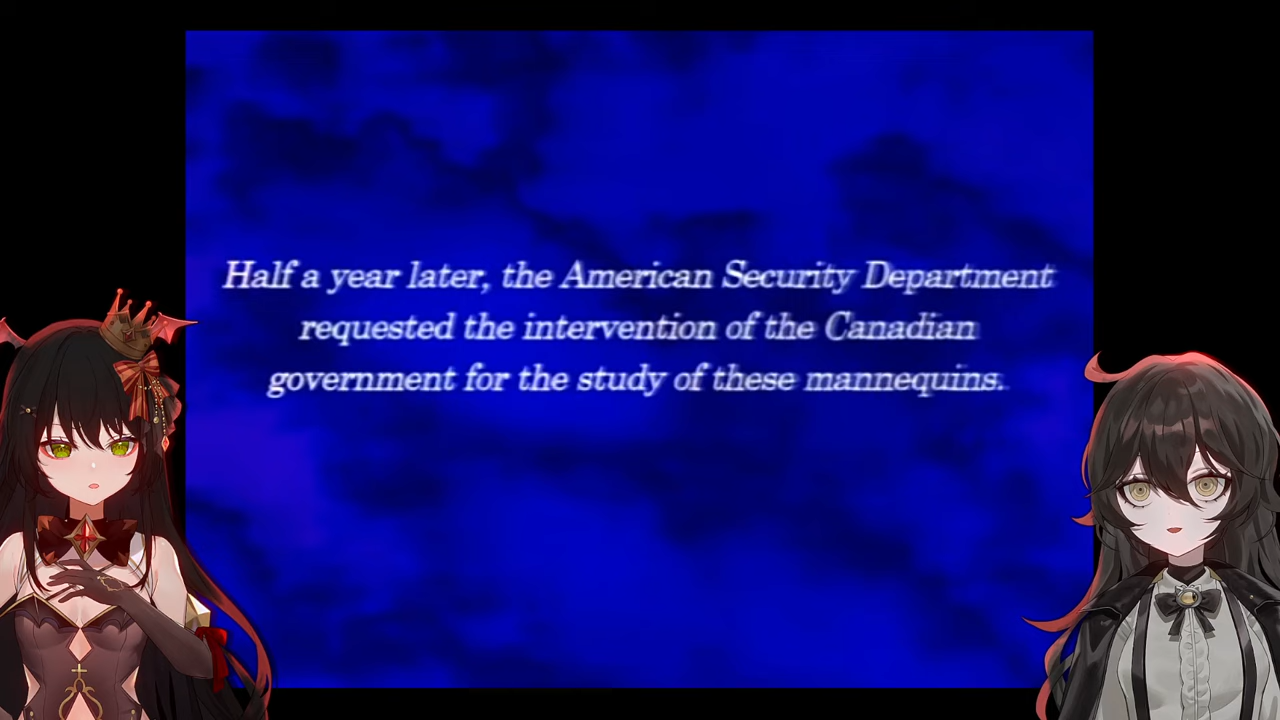 Half a year later, the American Security Department
requested the intervention of the Canadian
government for the study of these mannequins.